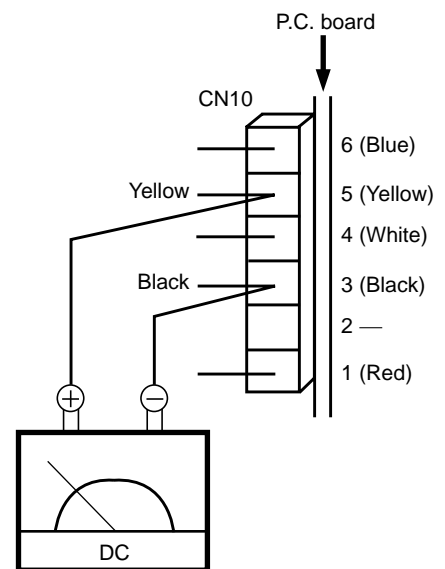 P.C. board
CN10
6 (Blue)
Yellow
5 (Yellow)
4 (White)
Black
3 (Black)
2 —
1 (Red)
+
−
DC